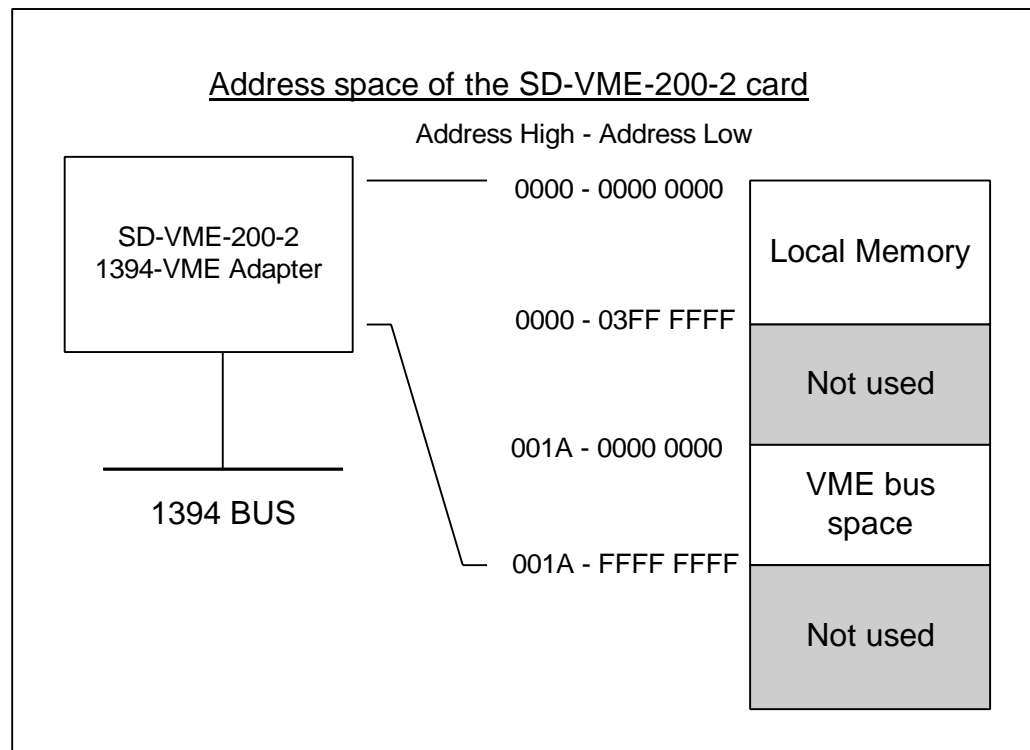 Address space of the SD-VME-200-2 card
Address High - Address Low
SD-VME-200-2
1394-VME Adapter
1394 BUS
0000 - 0000 0000
Local Memory
0000 - 03FF FFFF
Not used
001A - 0000 0000
VME bus
space
001A - FFFF FFFF
Not used